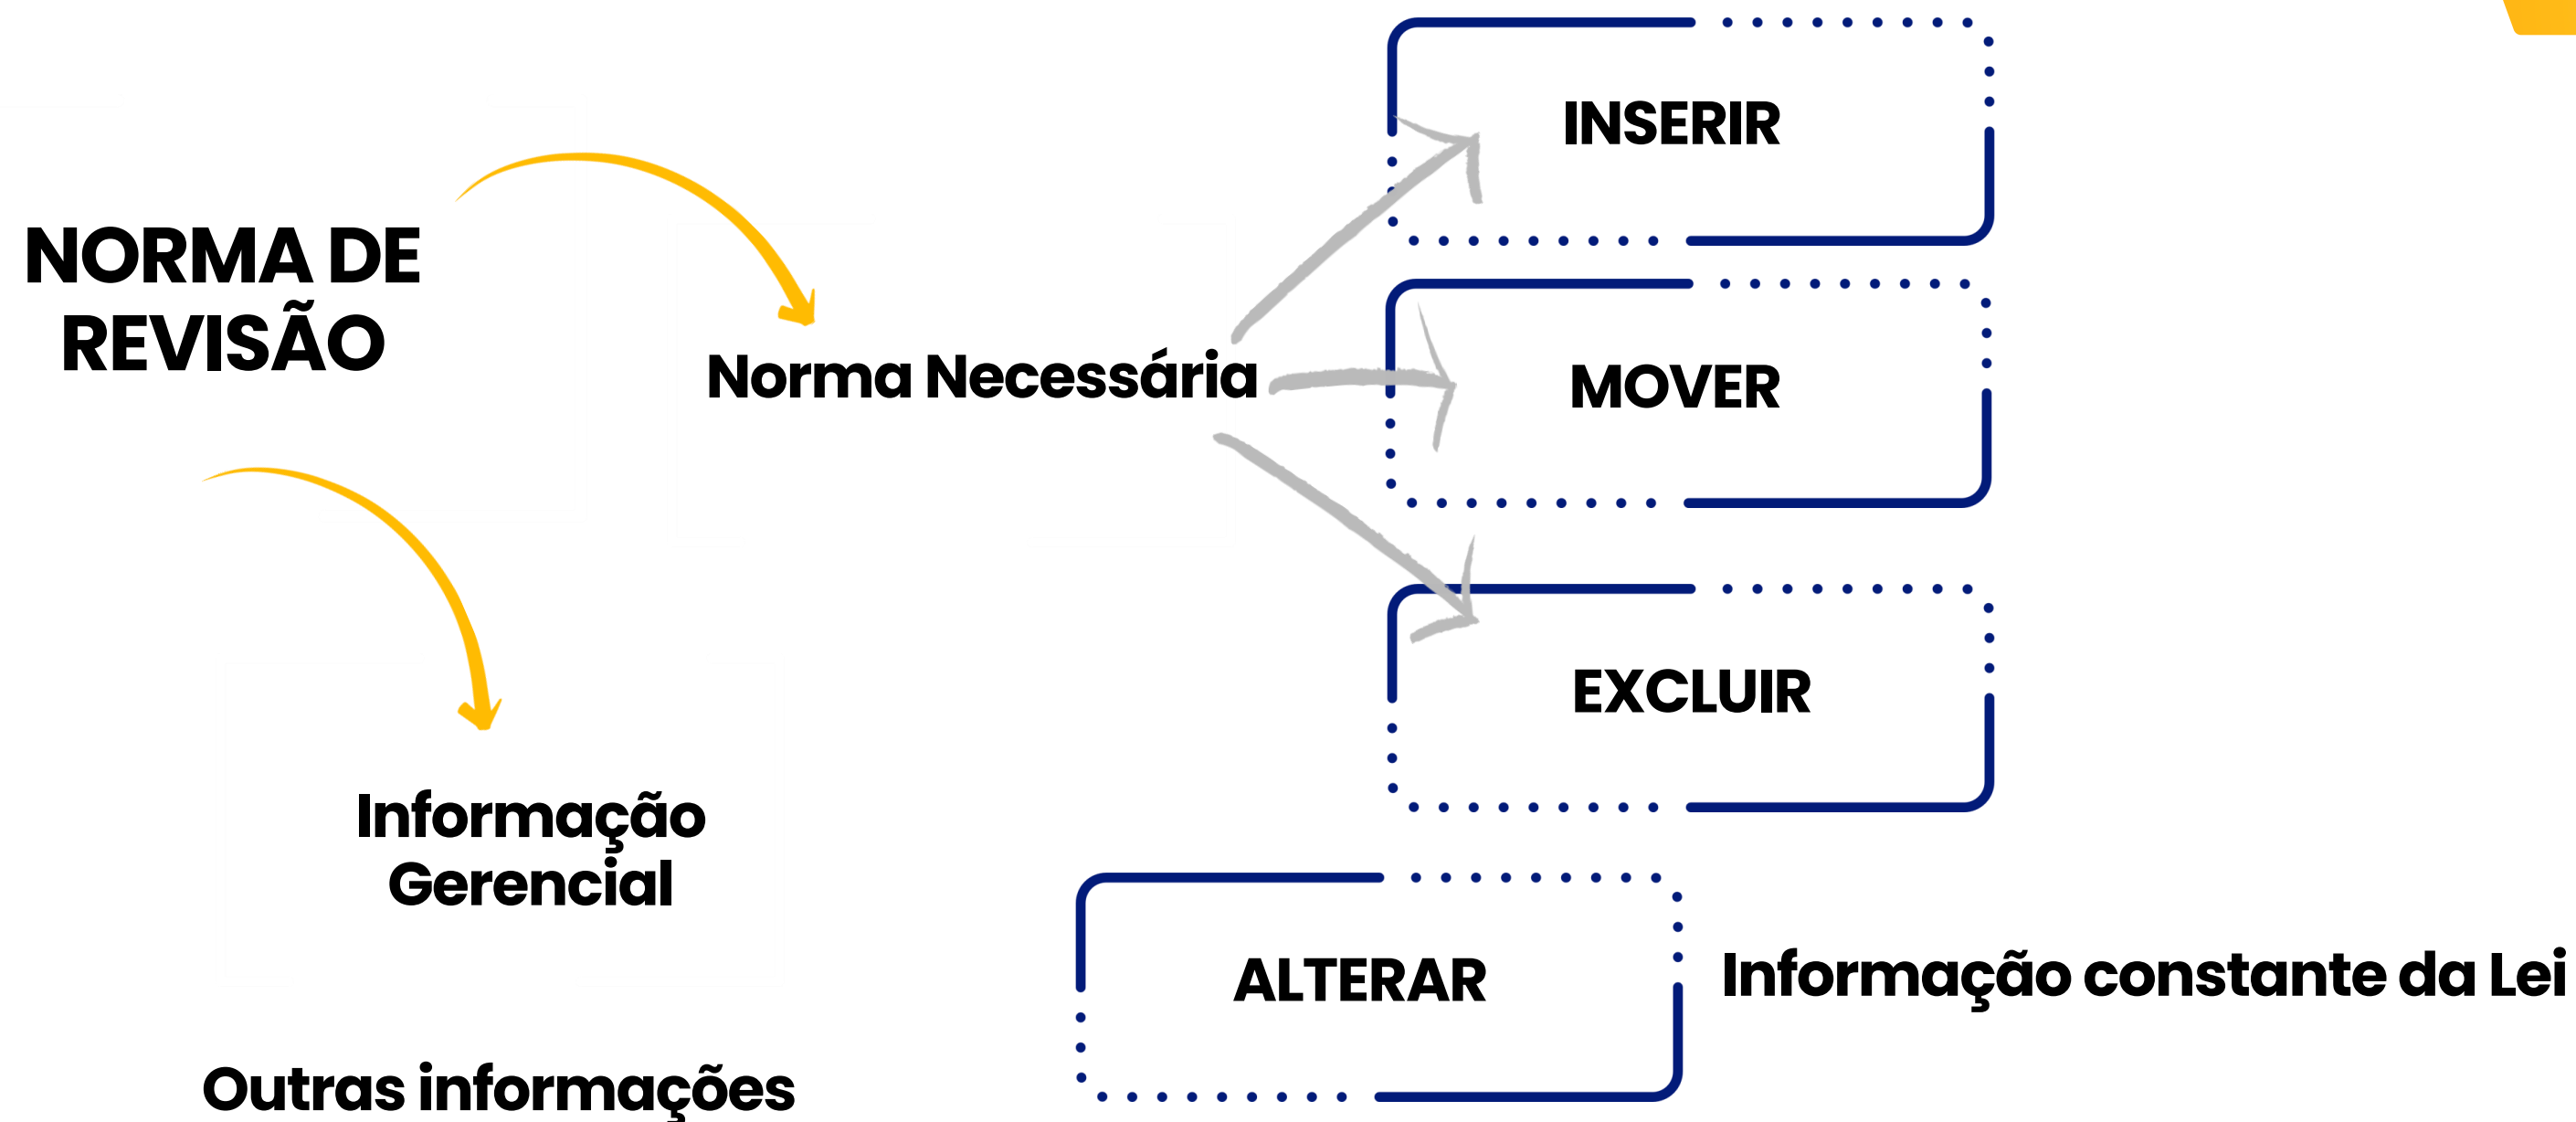 NORMA DE
REVISÃO
Norma Necessária
INSERIR
MOVER
EXCLUIR
Informação
Gerencial
ALTERAR
Informação constante da Lei
Outras informações